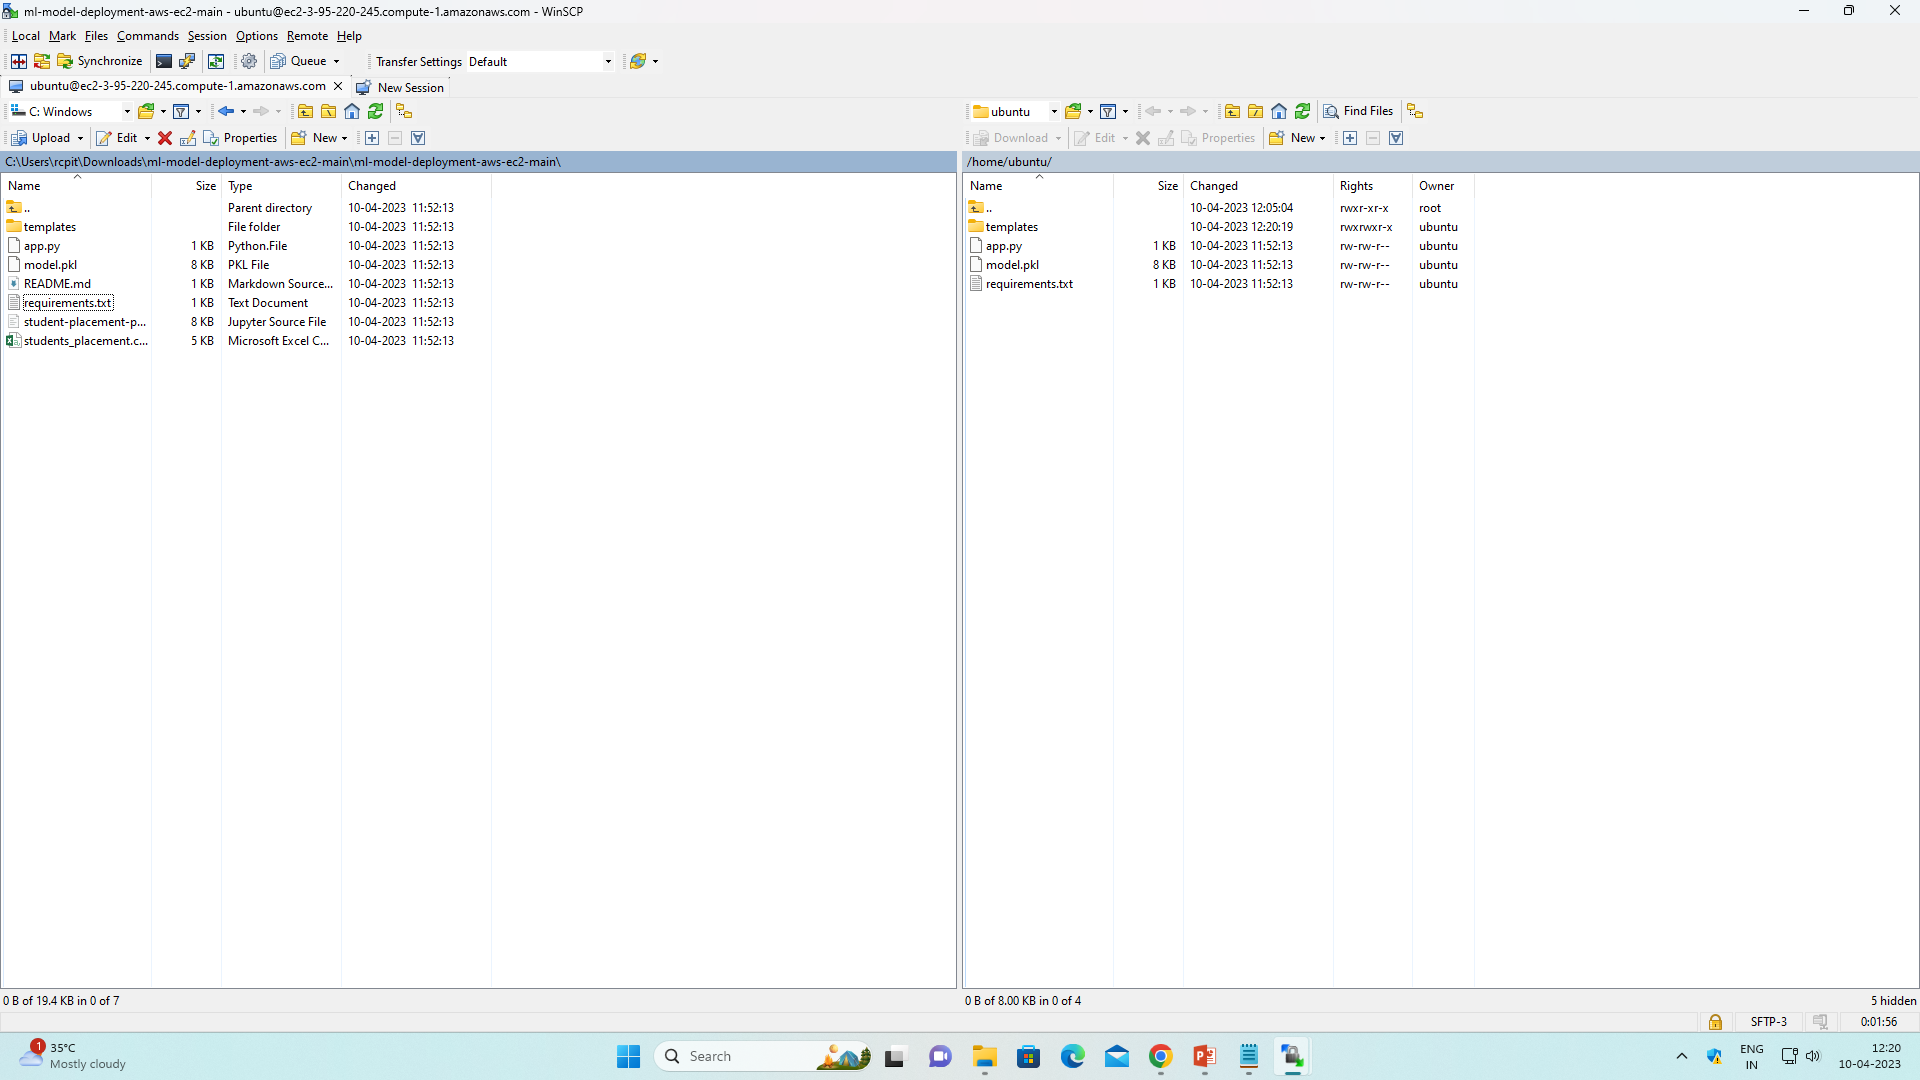 ml-model-deployment-aws-ec2-main - ubuntu@ec2-3-95-220-245.compute-1.amazonaws.com - WinSCP
Local Mark Files Commands Session Options Remote Help
Synchronize Queue Transfer Settings Default
ubuntu@ec2-3-95-220-245.compute-1.amazonaws.com New Session
C: Windows
Upload Edit Properties New
C:\Users\rcpit\Downloads\ml-model-deployment-aws-ec2-main\ml-model-deployment-aws-ec2-main\
Name Size Type Changed
.. Parent directory 10-04-2023 11:52:13
templates File folder 10-04-2023 11:52:13
app.py 1 KB Python.File 10-04-2023 11:52:13
model.pkl 8 KB PKL File 10-04-2023 11:52:13
README.md 1 KB Markdown Source... 10-04-2023 11:52:13
requirements.txt 1 KB Text Document 10-04-2023 11:52:13
student-placement-p... 8 KB Jupyter Source File 10-04-2023 11:52:13
students_placement.c... 5 KB Microsoft Excel C... 10-04-2023 11:52:13
0 B of 19.4 KB in 0 of 7
ubuntu Find Files
Download Edit Properties New
/home/ubuntu/
Name Size Changed Rights Owner
.. 10-04-2023 12:05:04 rwxr-xr-x root
templates 10-04-2023 12:20:19 rwxrwxr-x ubuntu
app.py 1 KB 10-04-2023 11:52:13 rw-rw-r-- ubuntu
model.pkl 8 KB 10-04-2023 11:52:13 rw-rw-r-- ubuntu
requirements.txt 1 KB 10-04-2023 11:52:13 rw-rw-r-- ubuntu
0 B of 8.00 KB in 0 of 4 5 hidden
SFTP-3 0:01:56
1
35°C
Mostly cloudy
Search
ENG
IN
12:20
10-04-2023